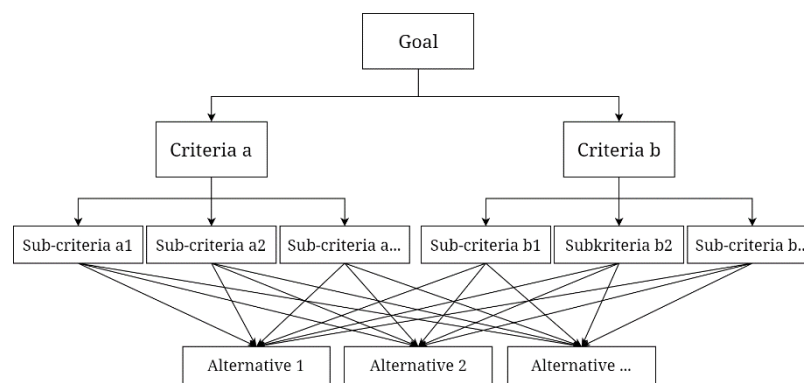 Goal
Criteria a
Criteria b
Sub-criteria a1
Sub-criteria a2
Sub-criteria a...
Sub-criteria b1
Subkriteria b2
Sub-criteria b..
Alternative 1
Alternative 2
Alternative ...